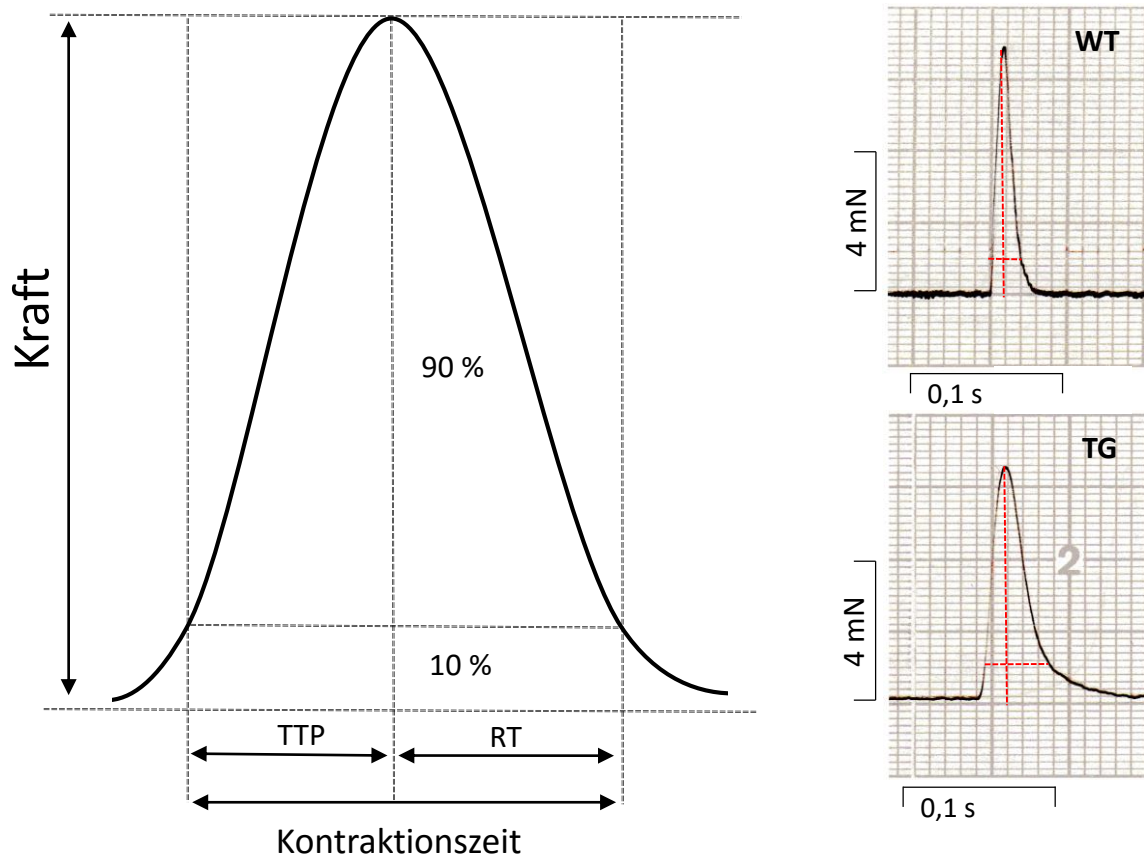 Kraft
90 %
10 %
TTP
RT
Kontraktionszeit
WT
4 mN
0,1 s
TG
2
4 mN
0,1 s